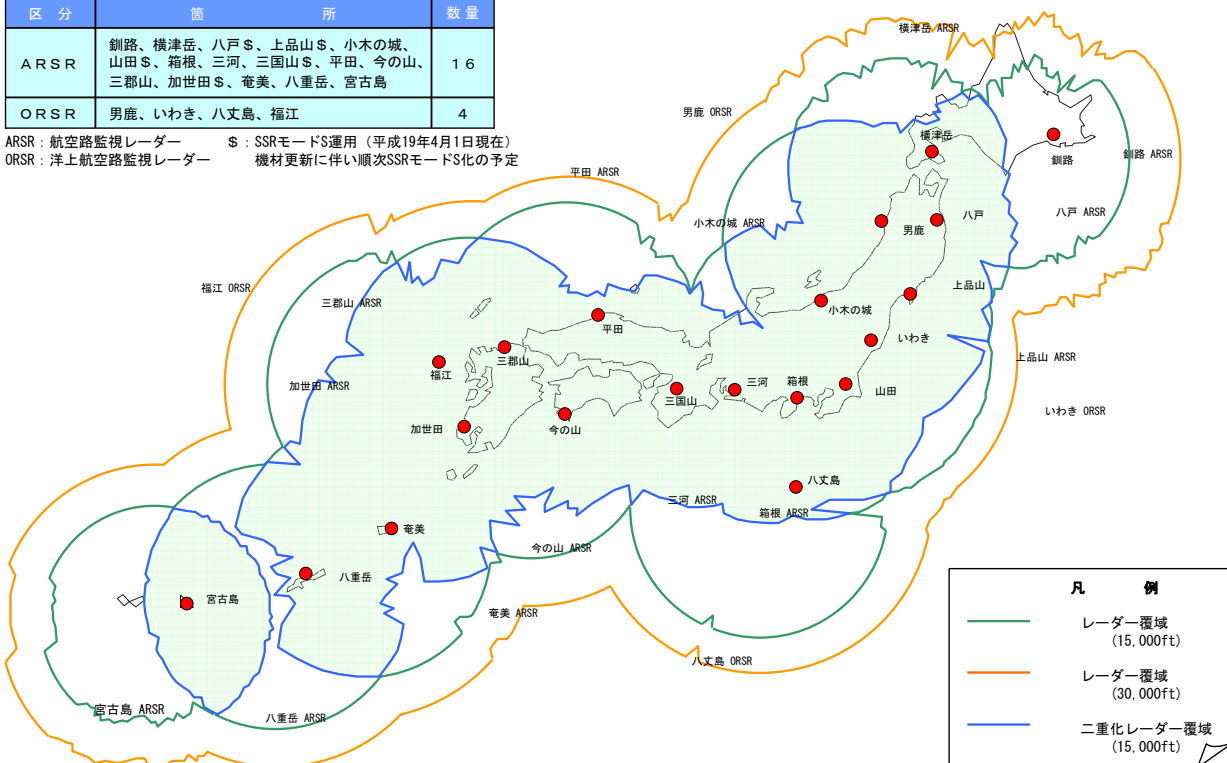 区 分 箇 所 数 量
ARSR 釧路、横津岳、八戸$、上品山$、小木の城、
山田$、箱根、三河、三国山$、平田、今の山、
三郡山、加世田$、奄美、八重岳、宮古島 16
ORSR 男鹿、いわき、八丈島、福江 4
ARSR:航空路監視レーダー $:SSRモードS運用(平成19年4月1日現在)
ORSR:洋上航空路監視レーダー 機材更新に伴い順次SSRモードS化の予定
横津岳 ARSR
男鹿 ORSR
横津岳
釧路
釧路 ARSR
平田 ARSR
八戸 ARSR
小木の城 ARSR
男鹿
八戸
福江 ORSR
上品山
三郡山 ARSR
小木の城
平田
いわき
三郡山
上品山 ARSR
福江
加世田 ARSR
三河
箱根
山田
三国山
いわき ORSR
加世田
今の山
八丈島
三河 ARSR
箱根 ARSR
奄美
今の山 ARSR
八重岳
宮古島
奄美 ARSR
八丈島 ORSR
宮古島 ARSR
八重岳 ARSR
凡 例
レーダー覆域
(15,000ft)
レーダー覆域
(30,000ft)
二重化レーダー覆域
(15,000ft)